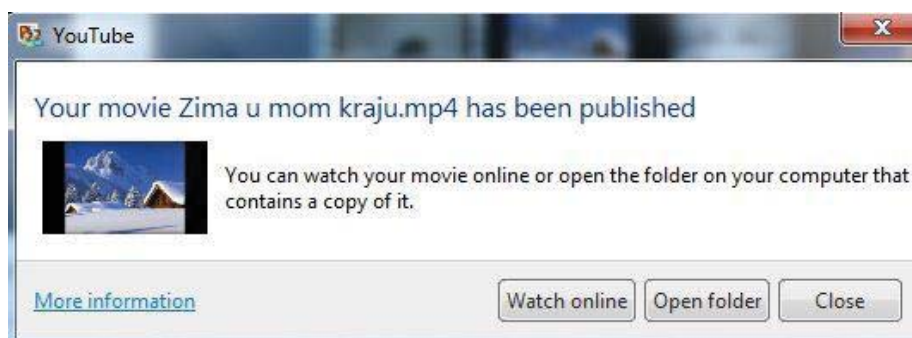 YouTube
Your movie Zima u mom kraju.mp4 has been published
You can watch your movie online or open the folder on your computer that
contains a copy of it.
More information
Watch online
Open folder
Close